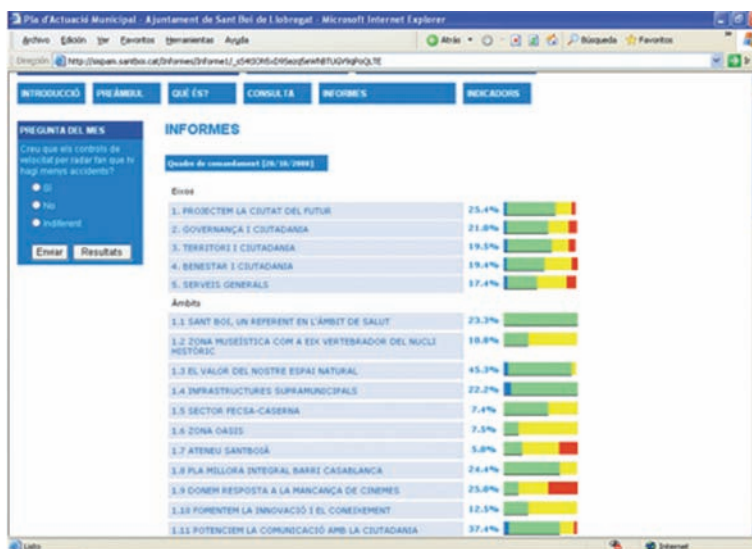 Pla d'Actuació Municipal - Ajuntament de Sant Boi de Llobregat - Microsoft Internet Explorer
Archivo Edición Ver Favoritos Herramientas Ayuda
Atrás Búsqueda Favoritos
Dirección
INTRODUCCIÓ PREÀMBUL QUÈ ÉS? CONSULTA INFORMES INDICADORS
PREGUNTA DEL MES
Creu que els controls de
velocitat per radar fan que hi
hagi menys accidents?
Sí
No
Indiferent
Enviar Resultats
INFORMES
Quadre de comandament [20/10/2008]
Eixos
1. PROJECTEM LA CIUTAT DEL FUTUR 25.4%
2. GOVERNANÇA I CIUTADANIA 21.0%
3. TERRITORI I CIUTADANIA 19.5%
4. BENESTAR I CIUTADANIA 19.4%
5. SERVEIS GENERALS 17.4%
Àmbits
1.1 SANT BOI, UN REFERENT EN L'ÀMBIT DE SALUT 23.3%
1.2 ZONA MUSEÍSTICA COM A EIX VERTEBRADOR DEL NUCLI
HISTÒRIC 10.8%
1.3 EL VALOR DEL NOSTRE ESPAI NATURAL 45.3%
1.4 INFRASTRUCTURES SUPRAMUNICIPALS 22.2%
1.5 SECTOR FECSA-CASERNA 7.4%
1.6 ZONA OASIS 7.5%
1.7 ATENEU SANTBOIÀ 5.0%
1.8 PLA MILLORA INTEGRAL BARRI CASABLANCA 24.4%
1.9 DONEM RESPOSTA A LA MANCANÇA DE CINEMES 25.0%
1.10 FOMENTEM LA INNOVACIÓ I EL CONEIXEMENT 12.5%
1.11 POTENCIEM LA COMUNICACIÓ AMB LA CIUTADANIA 37.4%
Listo Internet